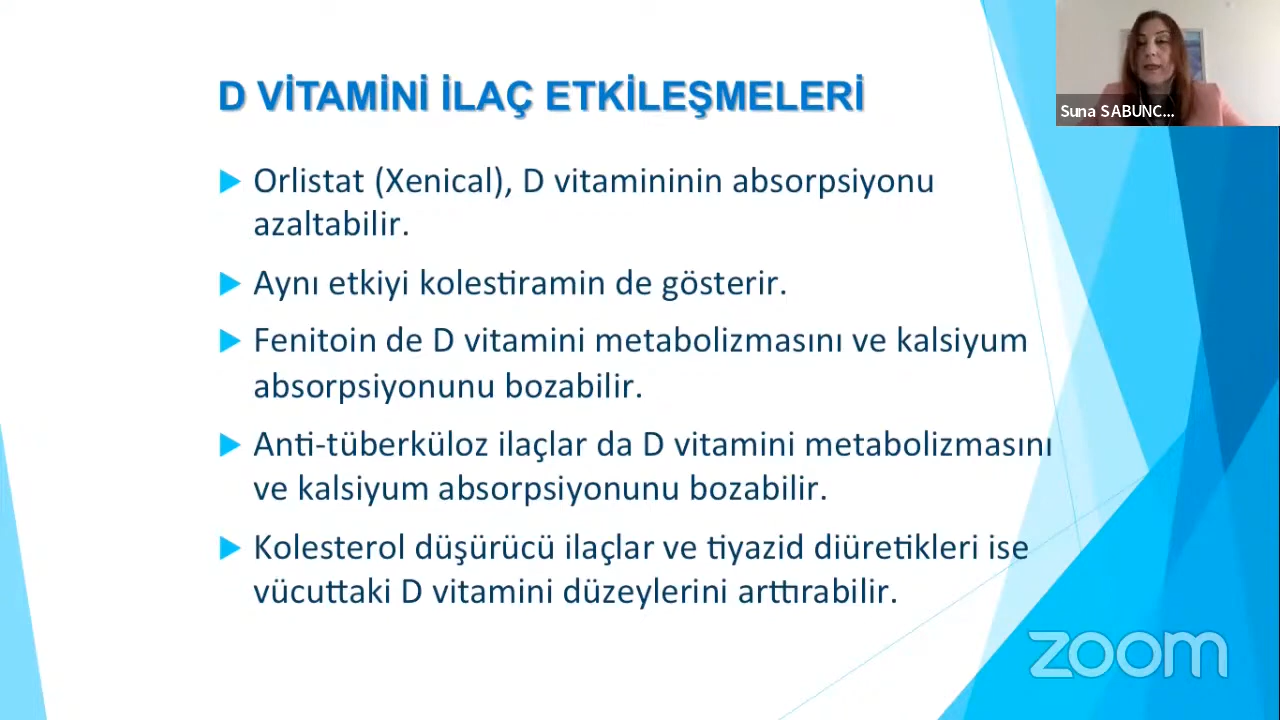 D VİTAMİNİ İLAÇ ETKİLEŞMELERİ
Suna SABUNC...
Orlistat (Xenical), D vitamininin absorpsiyonu
azaltabilir.
Aynı etkiyi kolestiramin de gösterir.
Fenitoin de D vitamini metabolizmasını ve kalsiyum
absorpsiyonunu bozabilir.
Anti-tüberküloz ilaçlar da D vitamini metabolizmasını
ve kalsiyum absorpsiyonunu bozabilir.
Kolesterol düşürücü ilaçlar ve tiyazid diüretikleri ise
vücuttaki D vitamini düzeylerini arttırabilir.
zoom